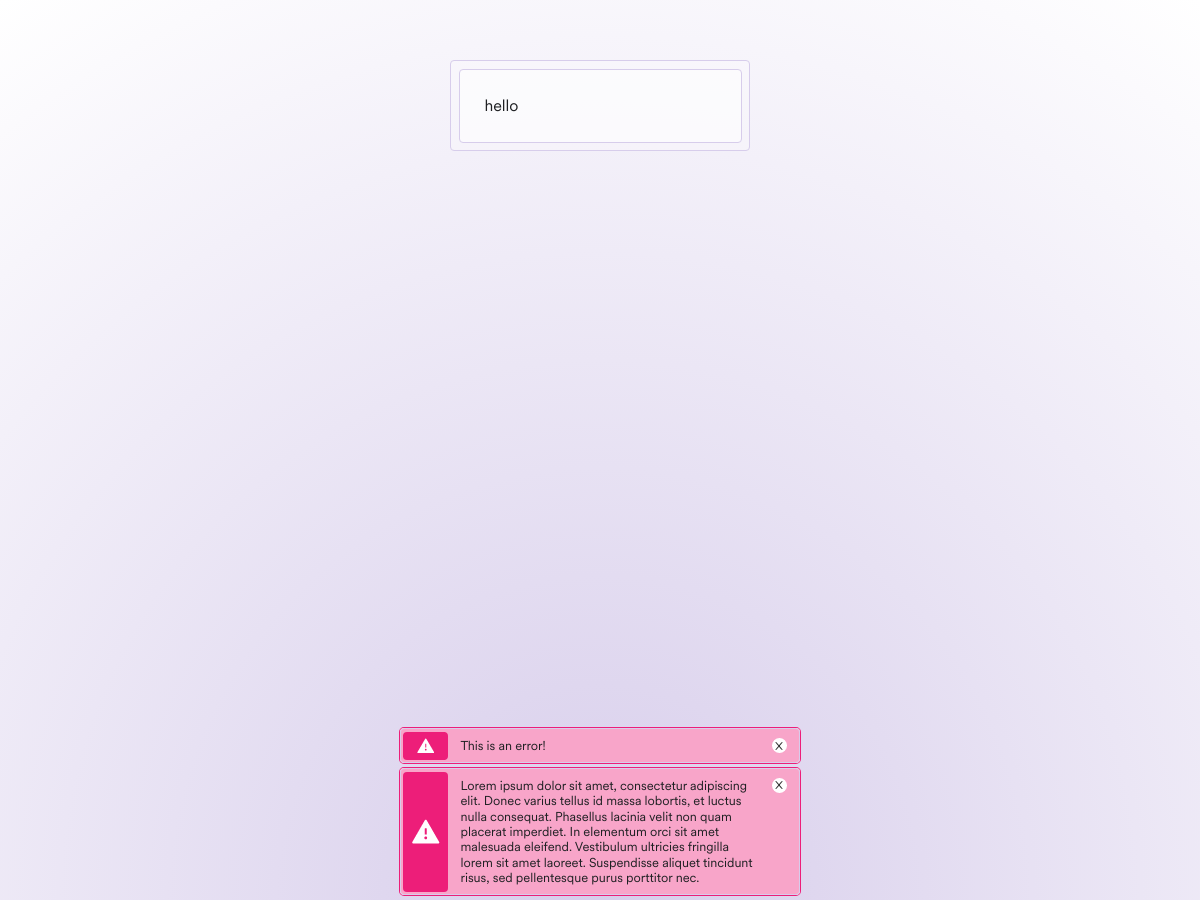 hello
This is an error!
X
Lorem ipsum dolor sit amet, consectetur adipiscing
elit. Donec varius tellus id massa lobortis, et luctus
nulla consequat. Phasellus lacinia velit non quam
placerat imperdiet. In elementum orci sit amet
malesuada eleifend. Vestibulum ultricies fringilla
lorem sit amet laoreet. Suspendisse aliquet tincidunt
risus, sed pellentesque purus porttitor nec.
X